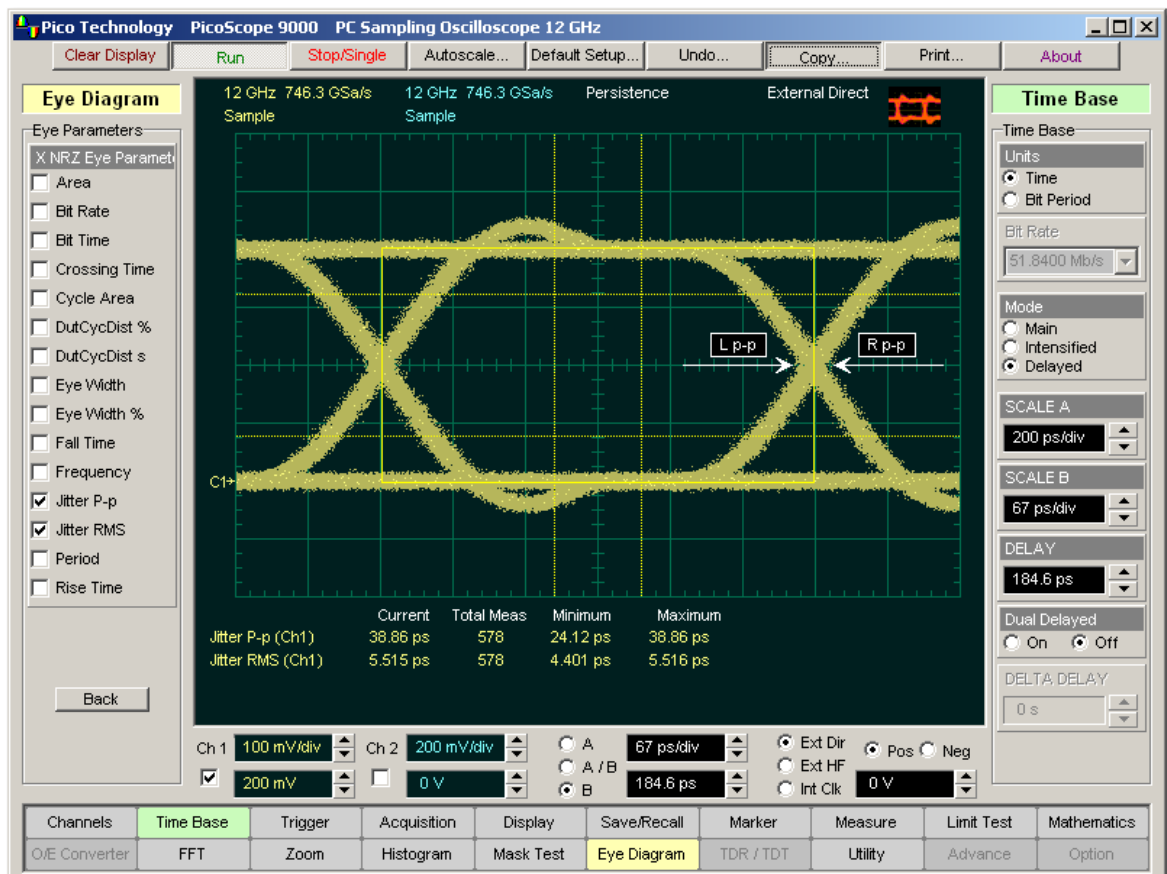 Pico Technology PicoScope 9000 PC Sampling Oscilloscope 12 GHz
Clear Display Run Stop/Single Autoscale... Default Setup... Undo... Copy... Print... About
Eye Diagram
Eye Parameters
X NRZ Eye Paramet
Area
Bit Rate
Bit Time
Crossing Time
Cycle Area
DutCycDist %
DutCycDist s
Eye Width
Eye Width %
Fall Time
Frequency
Jitter P-p
Jitter RMS
Period
Rise Time
Back
12 GHz 746.3 GSa/s 12 GHz 746.3 GSa/s Persistence External Direct
Sample Sample
L p-p R p-p
C1
Current Total Meas Minimum Maximum
Jitter P-p (Ch1) 38.86 ps 578 24.12 ps 38.86 ps
Jitter RMS (Ch1) 5.515 ps 578 4.401 ps 5.516 ps
Time Base
Time Base
Units
Time
Bit Period
Bit Rate
51.8400 Mb/s
Mode
Main
Intensified
Delayed
SCALE A
200 ps/div
SCALE B
67 ps/div
DELAY
184.6 ps
Dual Delayed
On Off
DELTA DELAY
0 s
Ch 1 100 mV/div Ch 2 200 mV/div A 67 ps/div Ext Dir Pos Neg
A / B Ext HF
200 mV 0 V B 184.6 ps Int Clk 0 V
Channels Time Base Trigger Acquisition Display Save/Recall Marker Measure Limit Test Mathematics
O/E Converter FFT Zoom Histogram Mask Test Eye Diagram TDR / TDT Utility Advance Option